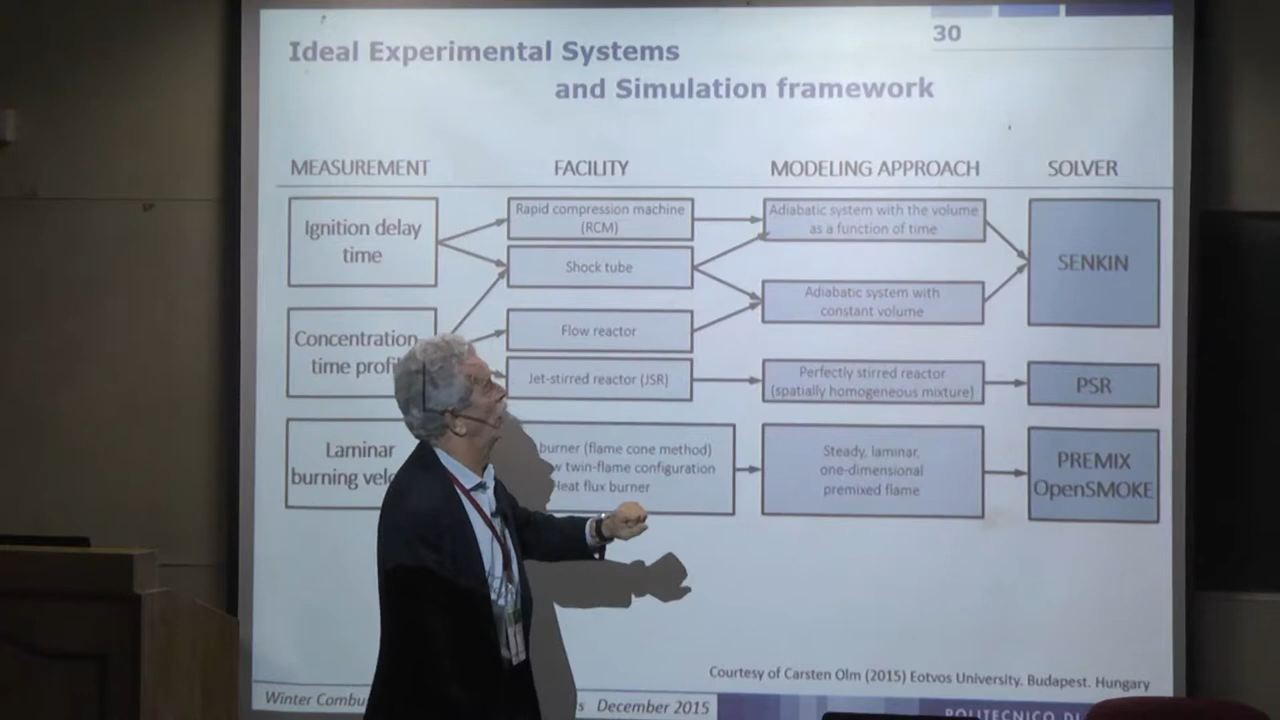 30
Ideal Experimental Systems
and Simulation framework
MEASUREMENT
FACILITY
MODELING APPROACH
SOLVER
Ignition delay
time
Rapid compression machine
(RCM)
Shock tube
Adiabatic system with the volume
as a function of time
Adiabatic system with
constant volume
SENKIN
Concentration
time
Flow reactor
Jet-stirred reactor (JSR)
Perfectly stirred reactor
(spatially homogeneous mixture)
PSR
Laminar
burning
burner (flame cone method)
twin-flame configuration
Heat flux burner
Steady, laminar,
one-dimensional
premixed flame
PREMIX
OpenSMOKE
Courtesy of Carsten Olm (2015) Eotvos University. Budapest. Hungary
Winter
December 2015
POLITECNICO